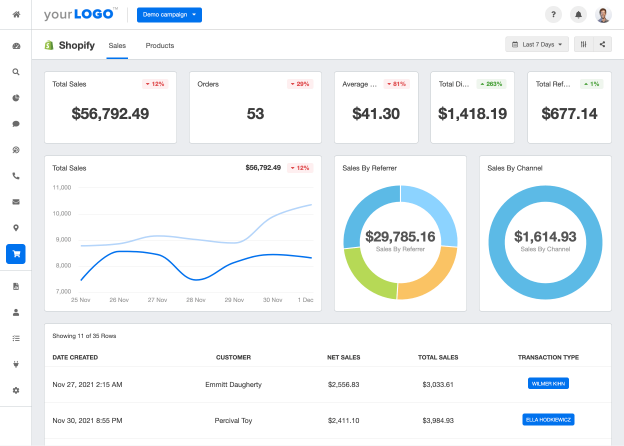 yourLOGO™
Demo campaign
?
Shopify
Sales
Products
Last 7 Days
Total Sales
12%
$56,792.49
Orders
29%
53
Average ...
81%
$41.30
Total Di...
263%
$1,418.19
Total Ref...
1%
$677.14
Total Sales
$56,792.49
12%
11,000
10,000
9,000
8,000
7,000
25 Nov
26 Nov
27 Nov
28 Nov
29 Nov
30 Nov
1 Dec
Sales By Referrer
$29,785.16
Sales By Referrer
Sales By Channel
$1,614.93
Sales By Channel
Showing 11 of 35 Rows
DATE CREATED CUSTOMER NET SALES TOTAL SALES TRANSACTION TYPE
Nov 27, 2021 2:15 AM Emmitt Daugherty $2,556.83 $3,033.61 WILMER KIHN
Nov 30, 2021 8:55 PM Percival Toy $2,411.10 $3,984.93 ELLA HODKIEWICZ